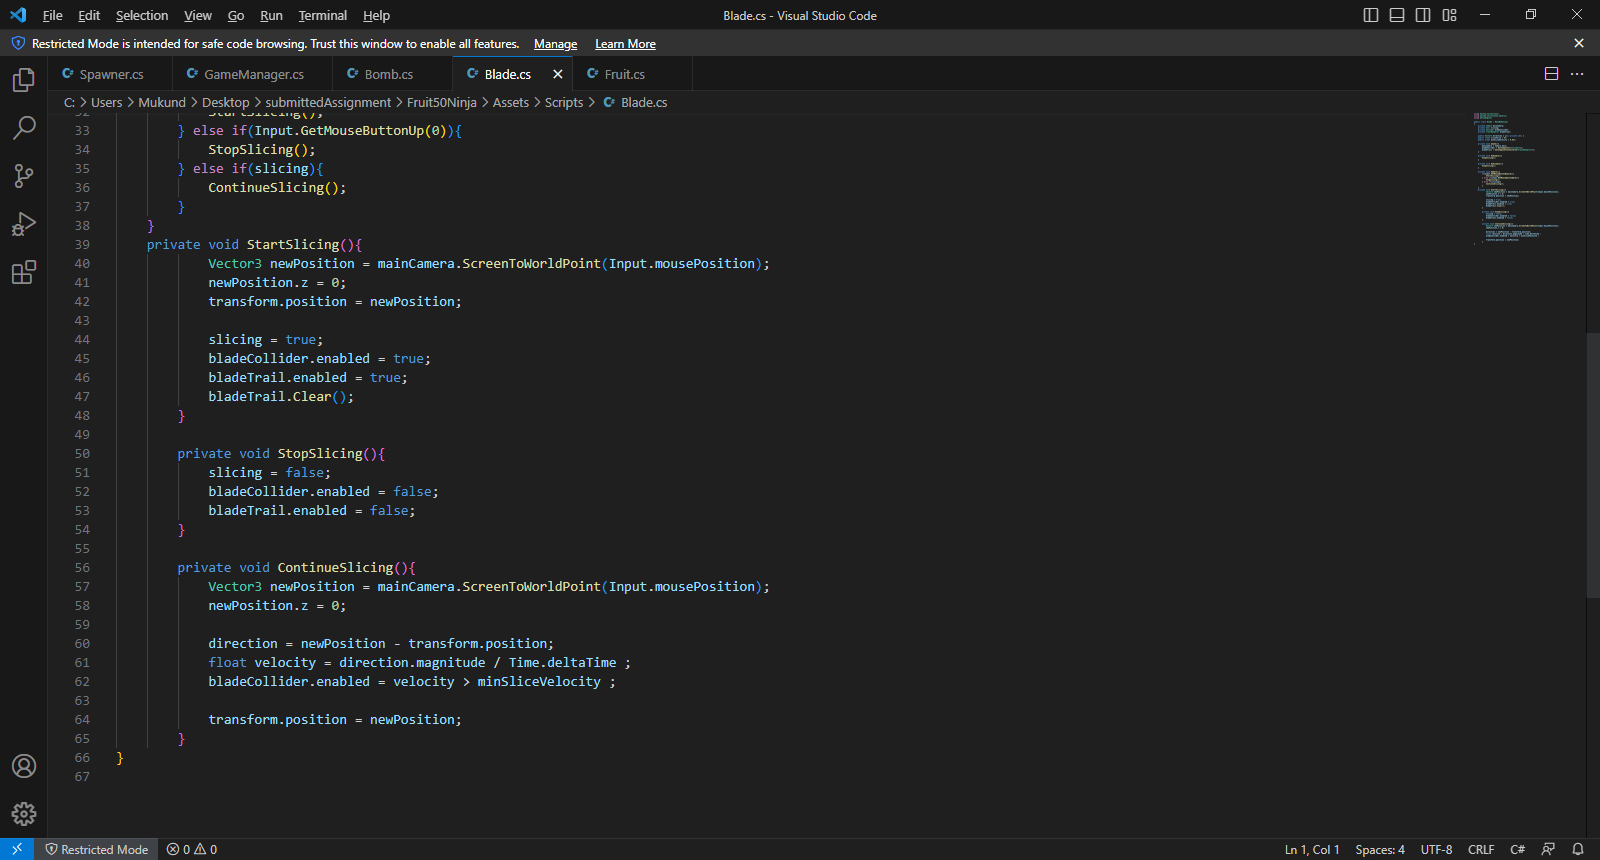 File Edit Selection View Go Run Terminal Help Blade.cs - Visual Studio Code
Restricted Mode is intended for safe code browsing. Trust this window to enable all features. Manage Learn More
Spawner.cs GameManager.cs Bomb.cs Blade.cs Fruit.cs
C: > Users > Mukund > Desktop > submittedAssignment > Fruit50Ninja > Assets > Scripts > Blade.cs
32 StartSlicing();
33 } else if(Input.GetMouseButtonUp(0)){
34 StopSlicing();
35 } else if(slicing){
36 ContinueSlicing();
37 }
38 }
39 private void StartSlicing(){
40 Vector3 newPosition = mainCamera.ScreenToWorldPoint(Input.mousePosition);
41 newPosition.z = 0;
42 transform.position = newPosition;
43
44 slicing = true;
45 bladeCollider.enabled = true;
46 bladeTrail.enabled = true;
47 bladeTrail.Clear();
48 }
49
50 private void StopSlicing(){
51 slicing = false;
52 bladeCollider.enabled = false;
53 bladeTrail.enabled = false;
54 }
55
56 private void ContinueSlicing(){
57 Vector3 newPosition = mainCamera.ScreenToWorldPoint(Input.mousePosition);
58 newPosition.z = 0;
59
60 direction = newPosition - transform.position;
61 float velocity = direction.magnitude / Time.deltaTime ;
62 bladeCollider.enabled = velocity > minSliceVelocity ;
63
64 transform.position = newPosition;
65 }
66 }
67
Restricted Mode 0 0 Ln 1, Col 1 Spaces: 4 UTF-8 CRLF C#